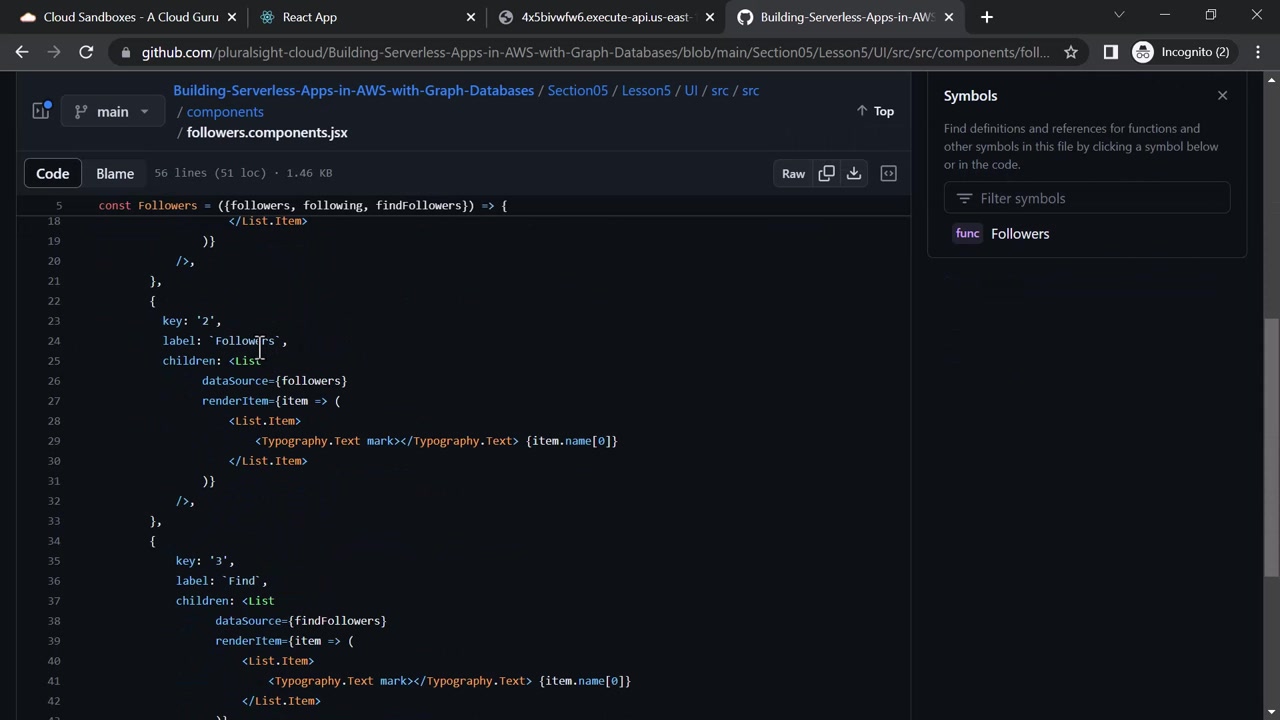 Cloud Sandboxes - A Cloud Guru
React App
4x5bivwfw6.execute-api.us-east-
Building-Serverless-Apps-in-AWS
github.com/pluralsight-cloud/Building-Serverless-Apps-in-AWS-with-Graph-Databases/blob/main/Section05/Lesson5/UI/src/src/components/foll...
Incognito (2)
main
Building-Serverless-Apps-in-AWS-with-Graph-Databases / Section05 / Lesson5 / UI / src / src
/ components
/ followers.components.jsx
Top
Code
Blame
56 lines (51 loc) · 1.46 KB
Raw
5 const Followers = ({followers, following, findFollowers}) => {
18 </List.Item>
19 )}
20 />,
21 },
22 {
23 key: '2',
24 label: `Followers`,
25 children: <List
26 dataSource={followers}
27 renderItem={item => (
28 <List.Item>
29 <Typography.Text mark></Typography.Text> {item.name[0]}
30 </List.Item>
31 )}
32 />,
33 },
34 {
35 key: '3',
36 label: `Find`,
37 children: <List
38 dataSource={findFollowers}
39 renderItem={item => (
40 <List.Item>
41 <Typography.Text mark></Typography.Text> {item.name[0]}
42 </List.Item>
)}
Symbols
Find definitions and references for functions and
other symbols in this file by clicking a symbol below
or in the code.
Filter symbols
func Followers